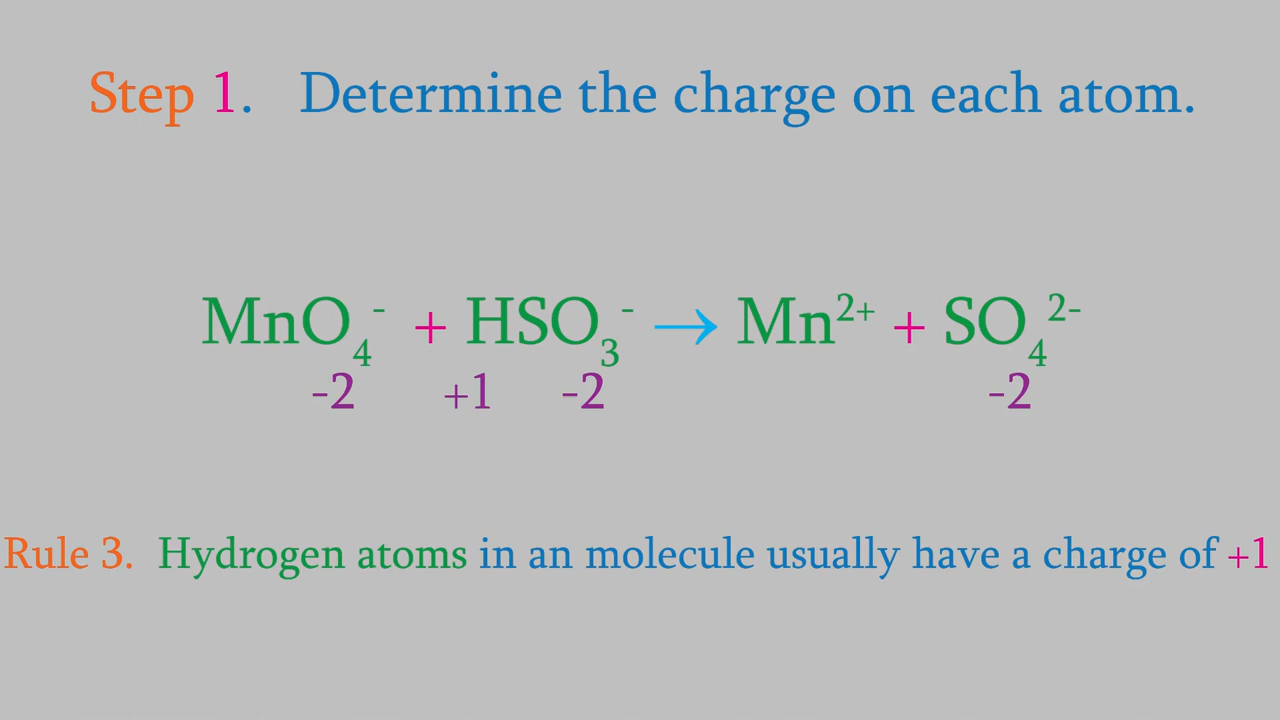 Step 1. Determine the charge on each atom.
MnO₄⁻ + HSO₃⁻ → Mn²⁺ + SO₄²⁻
-2 +1 -2 -2
Rule 3. Hydrogen atoms in an molecule usually have a charge of +1